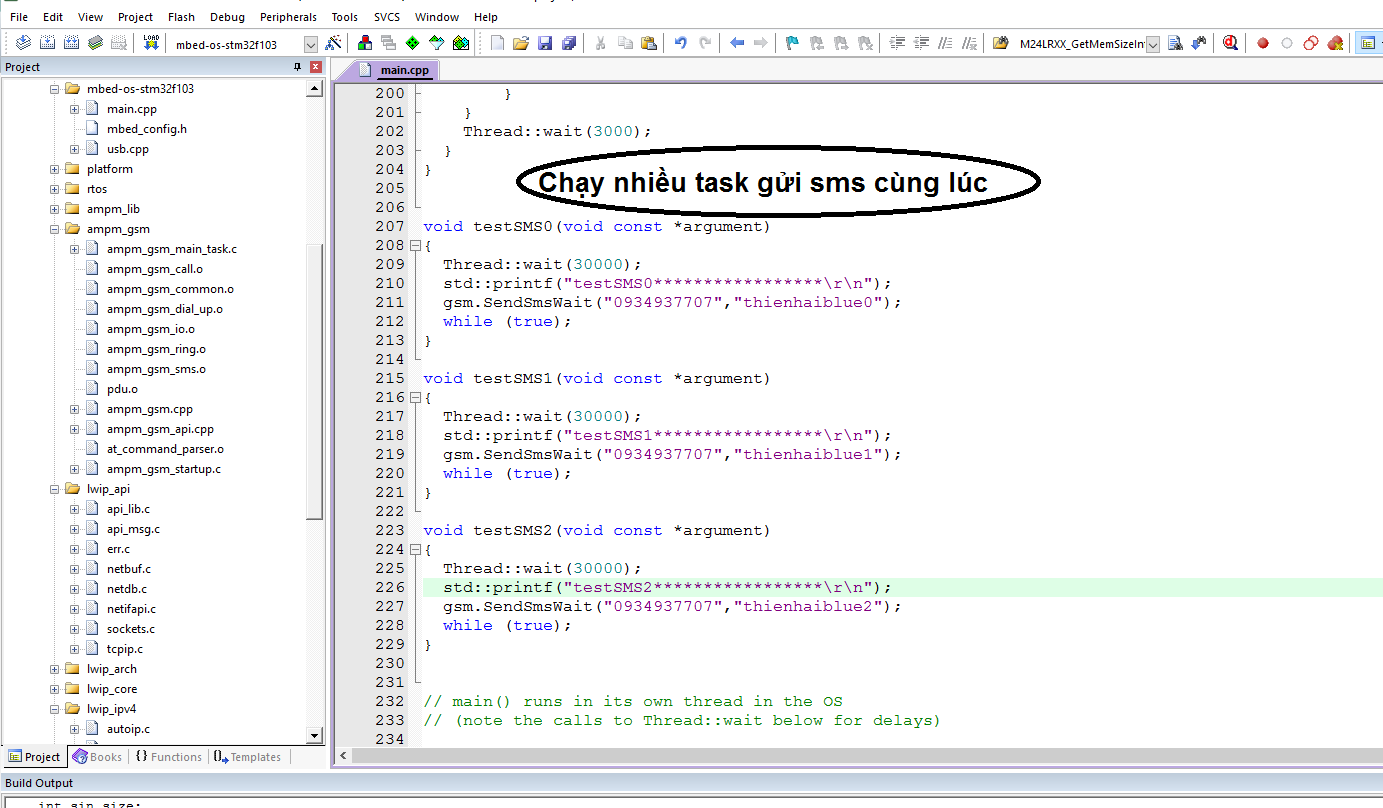 File Edit View Project Flash Debug Peripherals Tools SVCS Window Help
LOAD
mbed-os-stm32f103
M24LRXX_GetMemSizeIn
Project
main.cpp
mbed-os-stm32f103
main.cpp
mbed_config.h
usb.cpp
platform
rtos
ampm_lib
ampm_gsm
ampm_gsm_main_task.c
ampm_gsm_call.o
ampm_gsm_common.o
ampm_gsm_dial_up.o
ampm_gsm_io.o
ampm_gsm_ring.o
ampm_gsm_sms.o
pdu.o
ampm_gsm.cpp
ampm_gsm_api.cpp
at_command_parser.o
ampm_gsm_startup.c
lwip_api
api_lib.c
api_msg.c
err.c
netbuf.c
netdb.c
netifapi.c
sockets.c
tcpip.c
lwip_arch
lwip_core
lwip_ipv4
autoip.c
Project Books Functions Templates
200 }
201 }
202 Thread::wait(3000);
203 }
204 }
Chạy nhiều task gửi sms cùng lúc
205
206
207 void testSMS0(void const *argument)
208 {
209 Thread::wait(30000);
210 std::printf("testSMS0*****************\r\n");
211 gsm.SendSmsWait("0934937707","thienhaiblue0");
212 while (true);
213 }
214
215 void testSMS1(void const *argument)
216 {
217 Thread::wait(30000);
218 std::printf("testSMS1*****************\r\n");
219 gsm.SendSmsWait("0934937707","thienhaiblue1");
220 while (true);
221 }
222
223 void testSMS2(void const *argument)
224 {
225 Thread::wait(30000);
226 std::printf("testSMS2*****************\r\n");
227 gsm.SendSmsWait("0934937707","thienhaiblue2");
228 while (true);
229 }
230
231
232 // main() runs in its own thread in the OS
233 // (note the calls to Thread::wait below for delays)
234
Build Output
int sin_size;